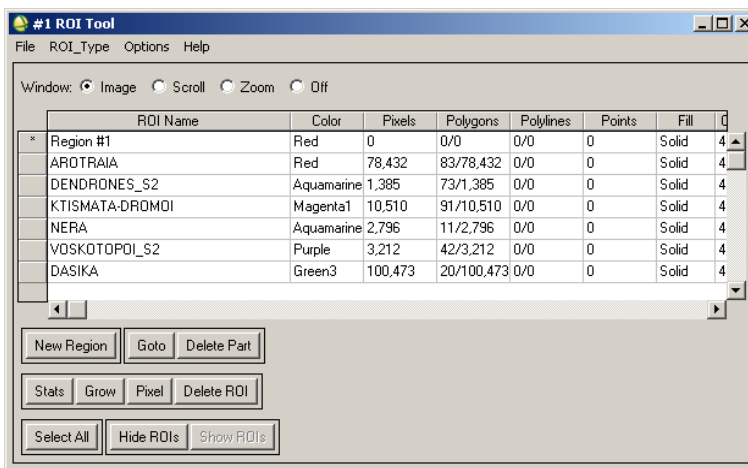 #1 ROI Tool
File ROI_Type Options Help
Window: Image Scroll Zoom Off
ROI Name Color Pixels Polygons Polylines Points Fill
* Region #1 Red 0 0/0 0/0 0 Solid 4
AROTRAIA Red 78,432 83/78,432 0/0 0 Solid 4
DENDRONES_S2 Aquamarine 1,385 73/1,385 0/0 0 Solid 4
KTISMATA-DROMOI Magenta1 10,510 91/10,510 0/0 0 Solid 4
NERA Aquamarine 2,796 11/2,796 0/0 0 Solid 4
VOSKOTOPOI_S2 Purple 3,212 42/3,212 0/0 0 Solid 4
DASIKA Green3 100,473 20/100,473 0/0 0 Solid 4
New Region Goto Delete Part
Stats Grow Pixel Delete ROI
Select All Hide ROIs Show ROIs